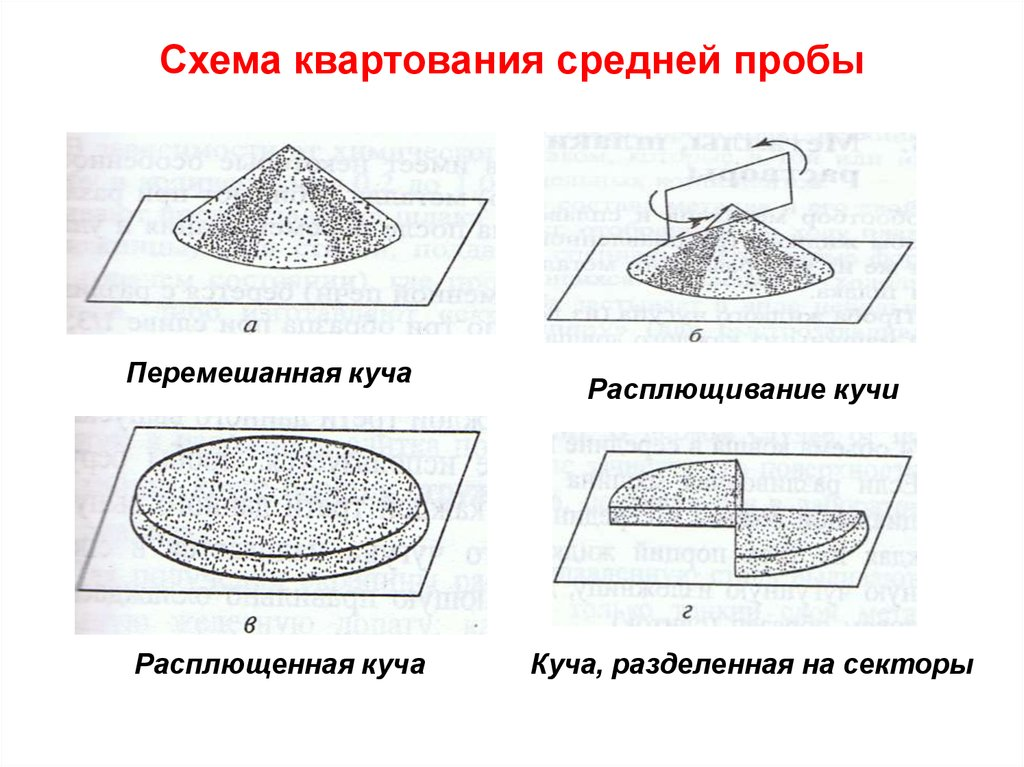 Схема квартования средней пробы
а
б
Перемешанная куча
Расплющивание кучи
в
г
Расплющенная куча
Куча, разделенная на секторы